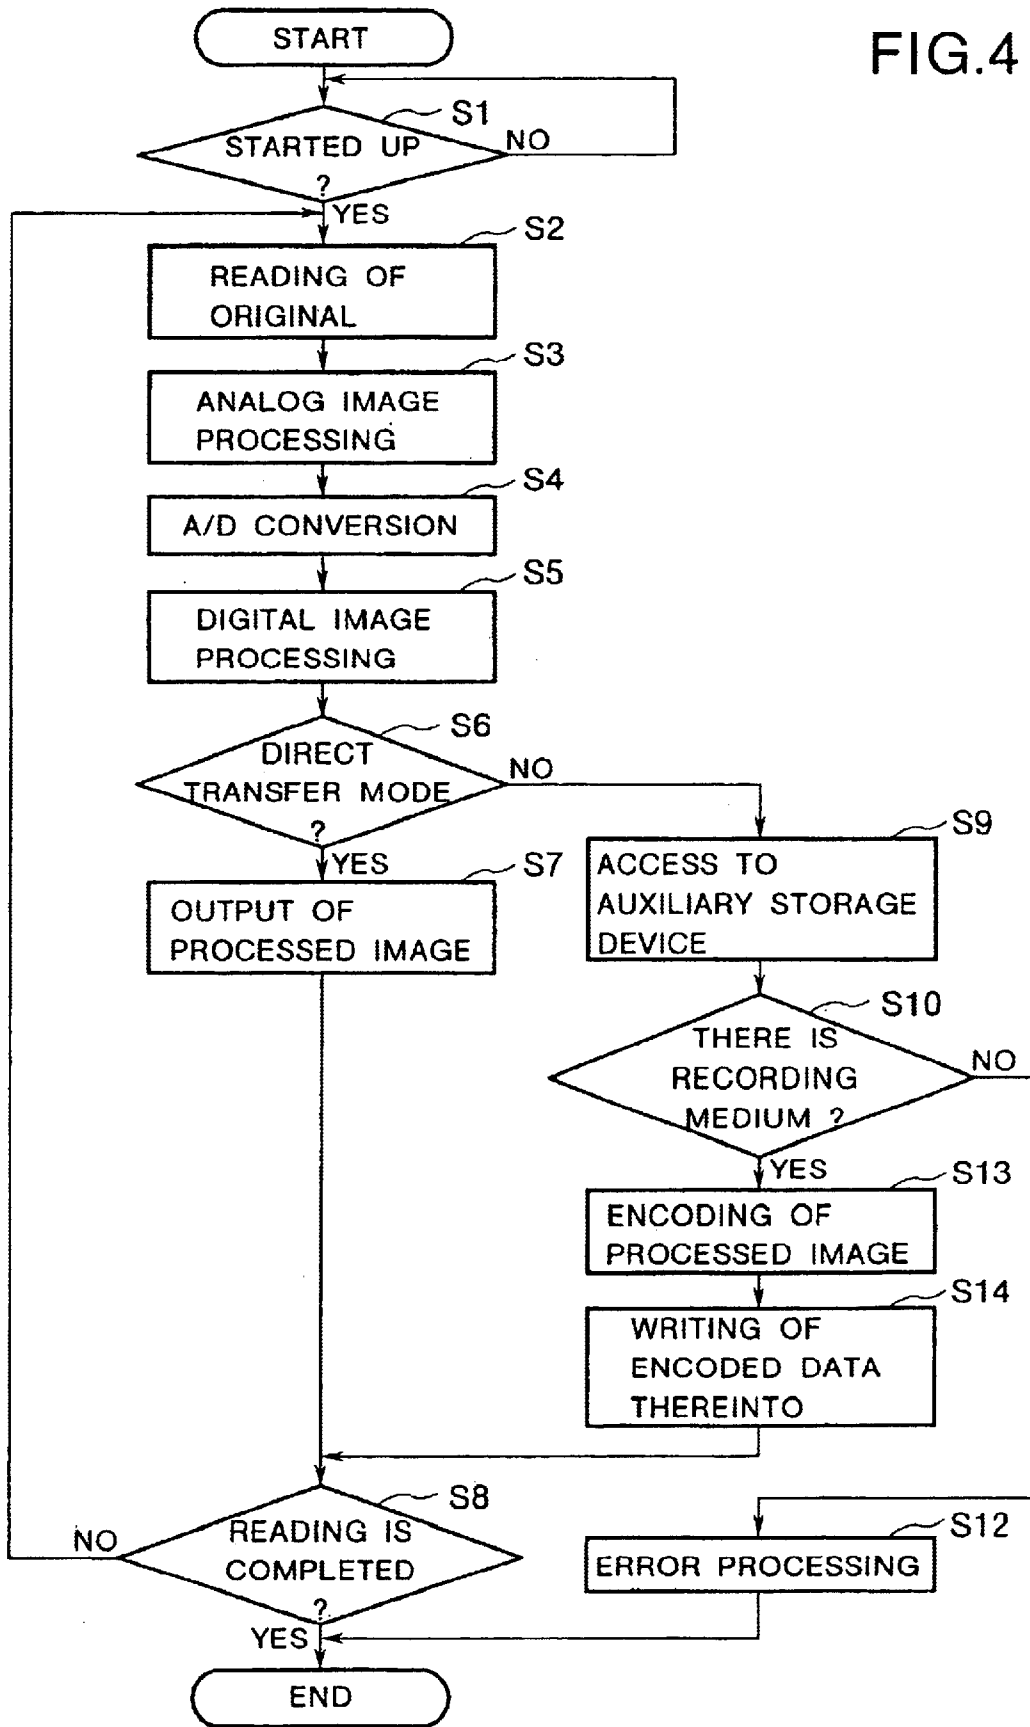 FIG.4
START
S1
STARTED UP
?
NO
YES
S2
READING OF
ORIGINAL
S3
ANALOG IMAGE
PROCESSING
S4
A/D CONVERSION
S5
DIGITAL IMAGE
PROCESSING
S6
DIRECT
TRANSFER MODE
?
NO
YES
S7
OUTPUT OF
PROCESSED IMAGE
S9
ACCESS TO
AUXILIARY STORAGE
DEVICE
S10
THERE IS
RECORDING
MEDIUM ?
NO
YES
S13
ENCODING OF
PROCESSED IMAGE
S14
WRITING OF
ENCODED DATA
THEREINTO
S8
READING IS
COMPLETED
?
NO
YES
S12
ERROR PROCESSING
END